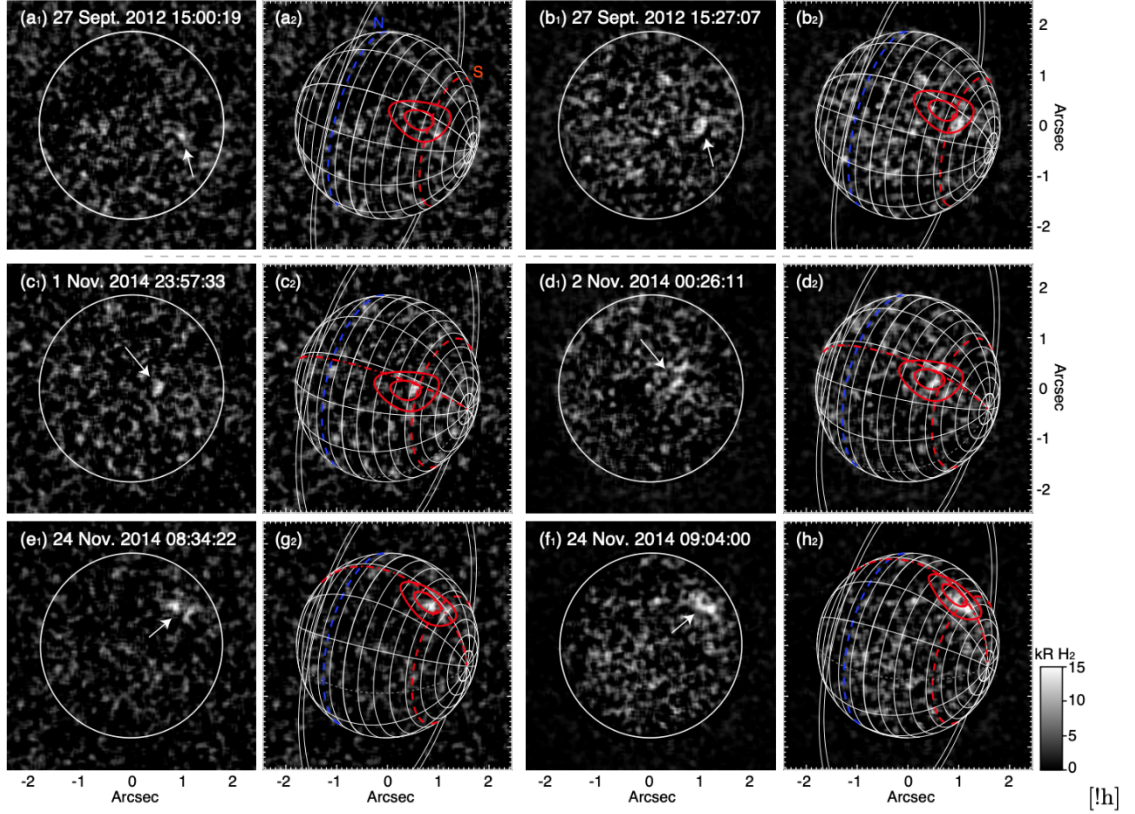 (a1) 27 Sept. 2012 15:00:19 (a2) N S (b1) 27 Sept. 2012 15:27:07 (b2)
2
1
0
-1
-2
Arcsec
(c1) 1 Nov. 2014 23:57:33 (c2) (d1) 2 Nov. 2014 00:26:11 (d2)
2
1
0
-1
-2
Arcsec
(e1) 24 Nov. 2014 08:34:22 (g2) (f1) 24 Nov. 2014 09:04:00 (h2)
kR H2
15
10
5
0
-2 -1 0 1 2 -2 -1 0 1 2 -2 -1 0 1 2 -2 -1 0 1 2
Arcsec Arcsec Arcsec Arcsec
[!h]